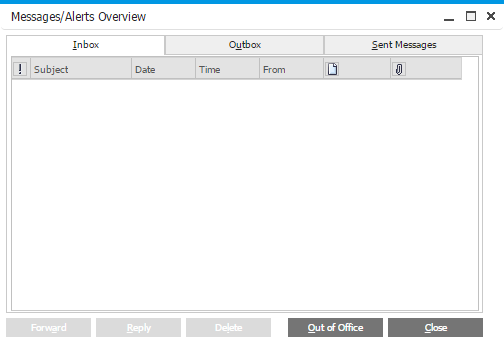 Messages/Alerts Overview
Inbox Outbox Sent Messages
! Subject Date Time From
Forward Reply Delete Out of Office Close